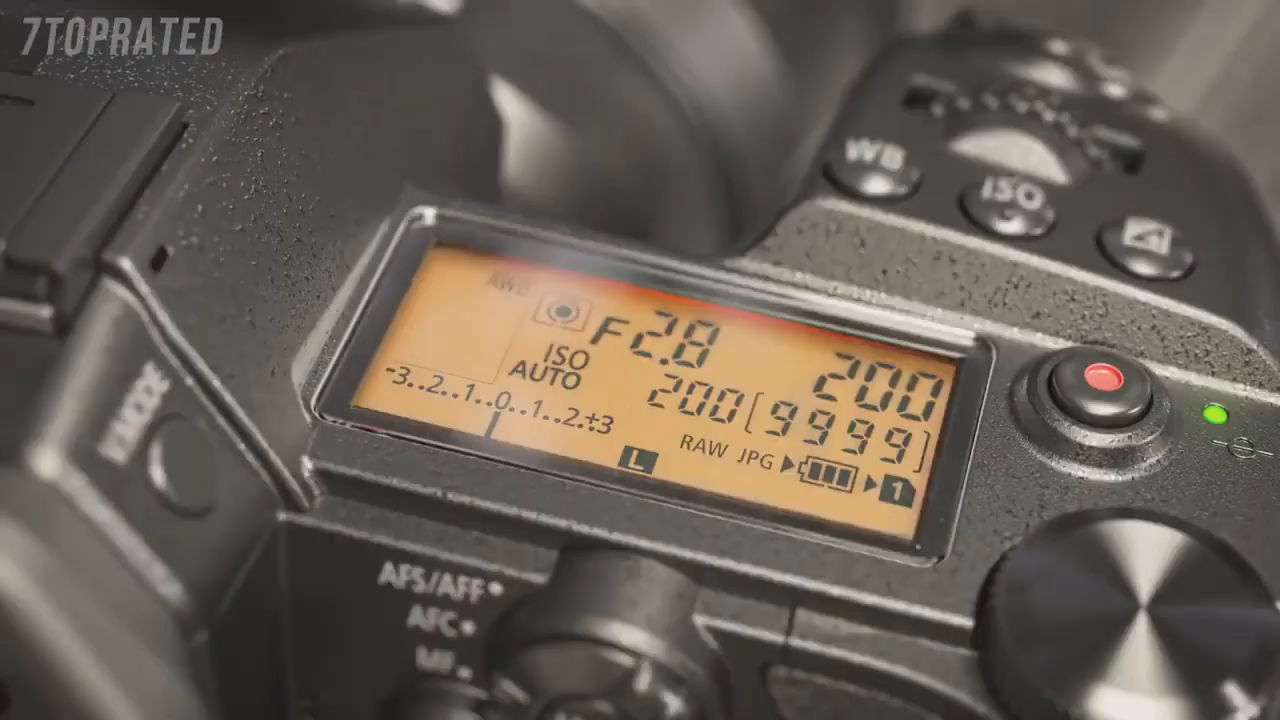 7TOPRATED
WB
ISO
AWB
F2.8 200
ISO
AUTO
200[9999]
-3..2..1..0..1..2.+3
RAW JPG
L
1
V.MODE
AFS/AFF
AFC
MF